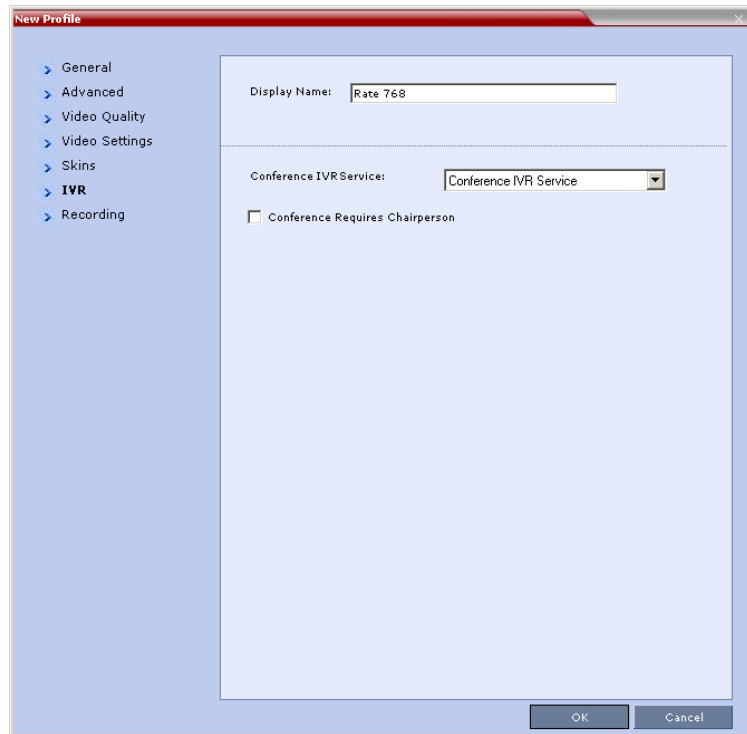 New Profile
General
Advanced
Video Quality
Video Settings
Skins
IVR
Recording
Display Name: Rate 768
Conference IVR Service: Conference IVR Service
Conference Requires Chairperson
OK Cancel